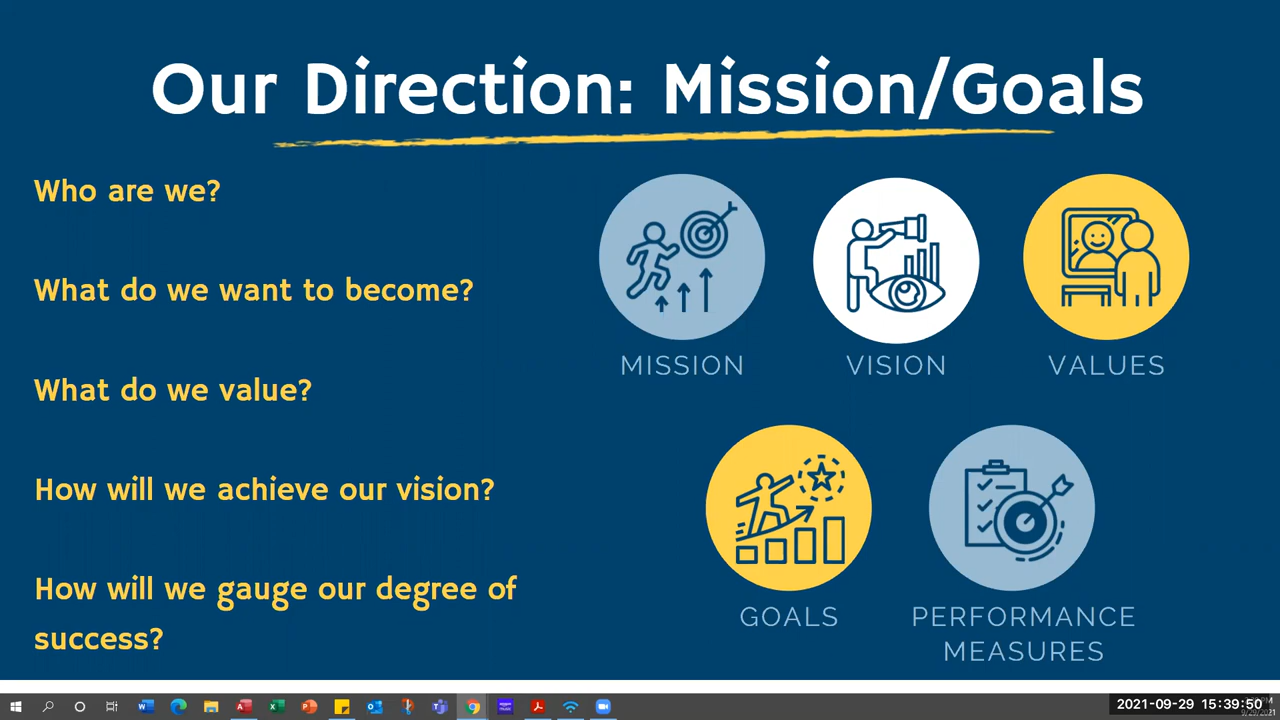 Our Direction: Mission/Goals
Who are we?
What do we want to become?
What do we value?
How will we achieve our vision?
How will we gauge our degree of
success?
MISSION
VISION
VALUES
GOALS
PERFORMANCE
MEASURES
2021-09-29 15:39:50